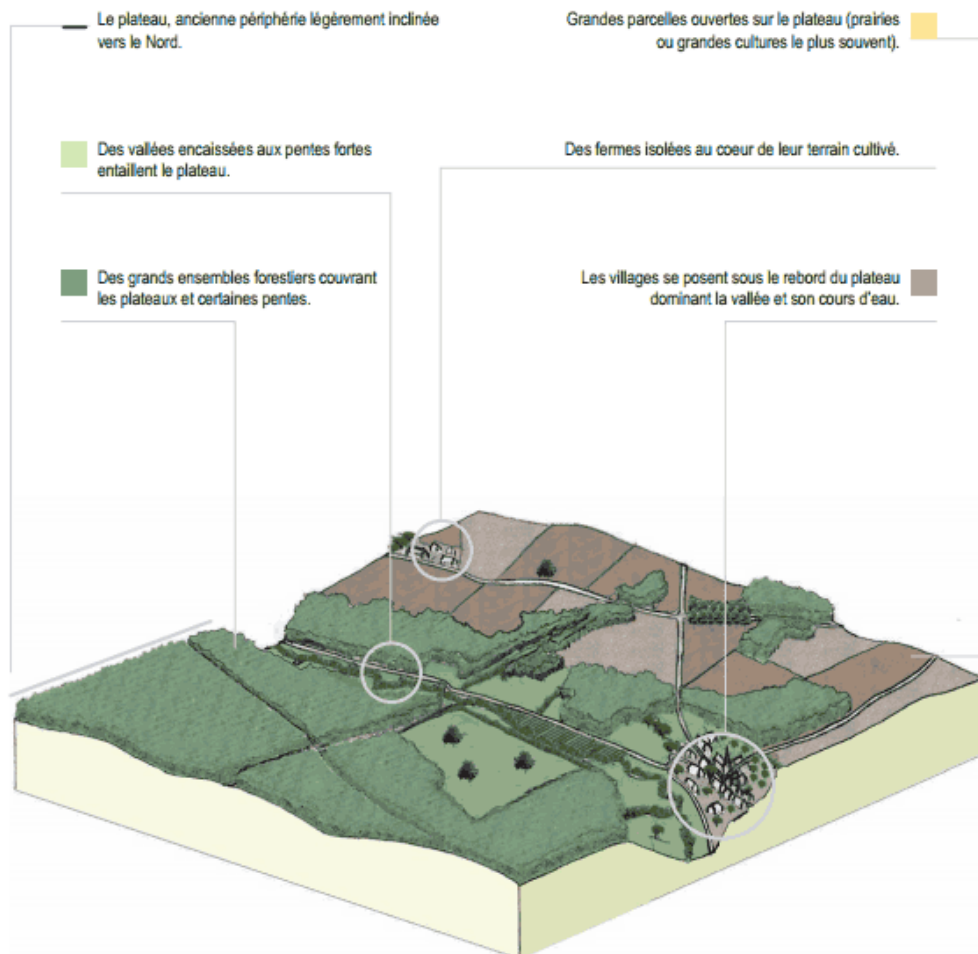 Le plateau, ancienne périphérie légèrement inclinée
vers le Nord.
Grandes parcelles ouvertes sur le plateau (prairies
ou grandes cultures le plus souvent).
Des vallées encaissées aux pentes fortes
entaillent le plateau.
Des fermes isolées au coeur de leur terrain cultivé.
Des grands ensembles forestiers couvrant
les plateaux et certaines pentes.
Les villages se posent sous le rebord du plateau
dominant la vallée et son cours d'eau.